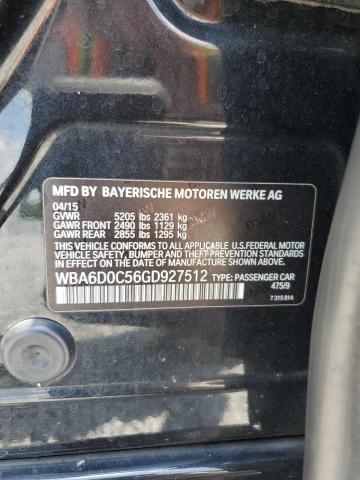 MFD BY BAYERISCHE MOTOREN WERKE AG
04/15
GVWR 5205 lbs 2361 kg
GAWR FRONT 2490 lbs 1129 kg
GAWR REAR 2855 lbs 1295 kg
THIS VEHICLE CONFORMS TO ALL APPLICABLE U.S.FEDERAL MOTOR
VEHICLE SAFETY, BUMPER, AND THEFT PREVENTION STANDARDS
IN EFFECT ON THE DATE OF MANUFACTURE SHOWN ABOVE.
WBA6D0C56GD927512 TYPE: PASSENGER CAR
475/9
7 315 814